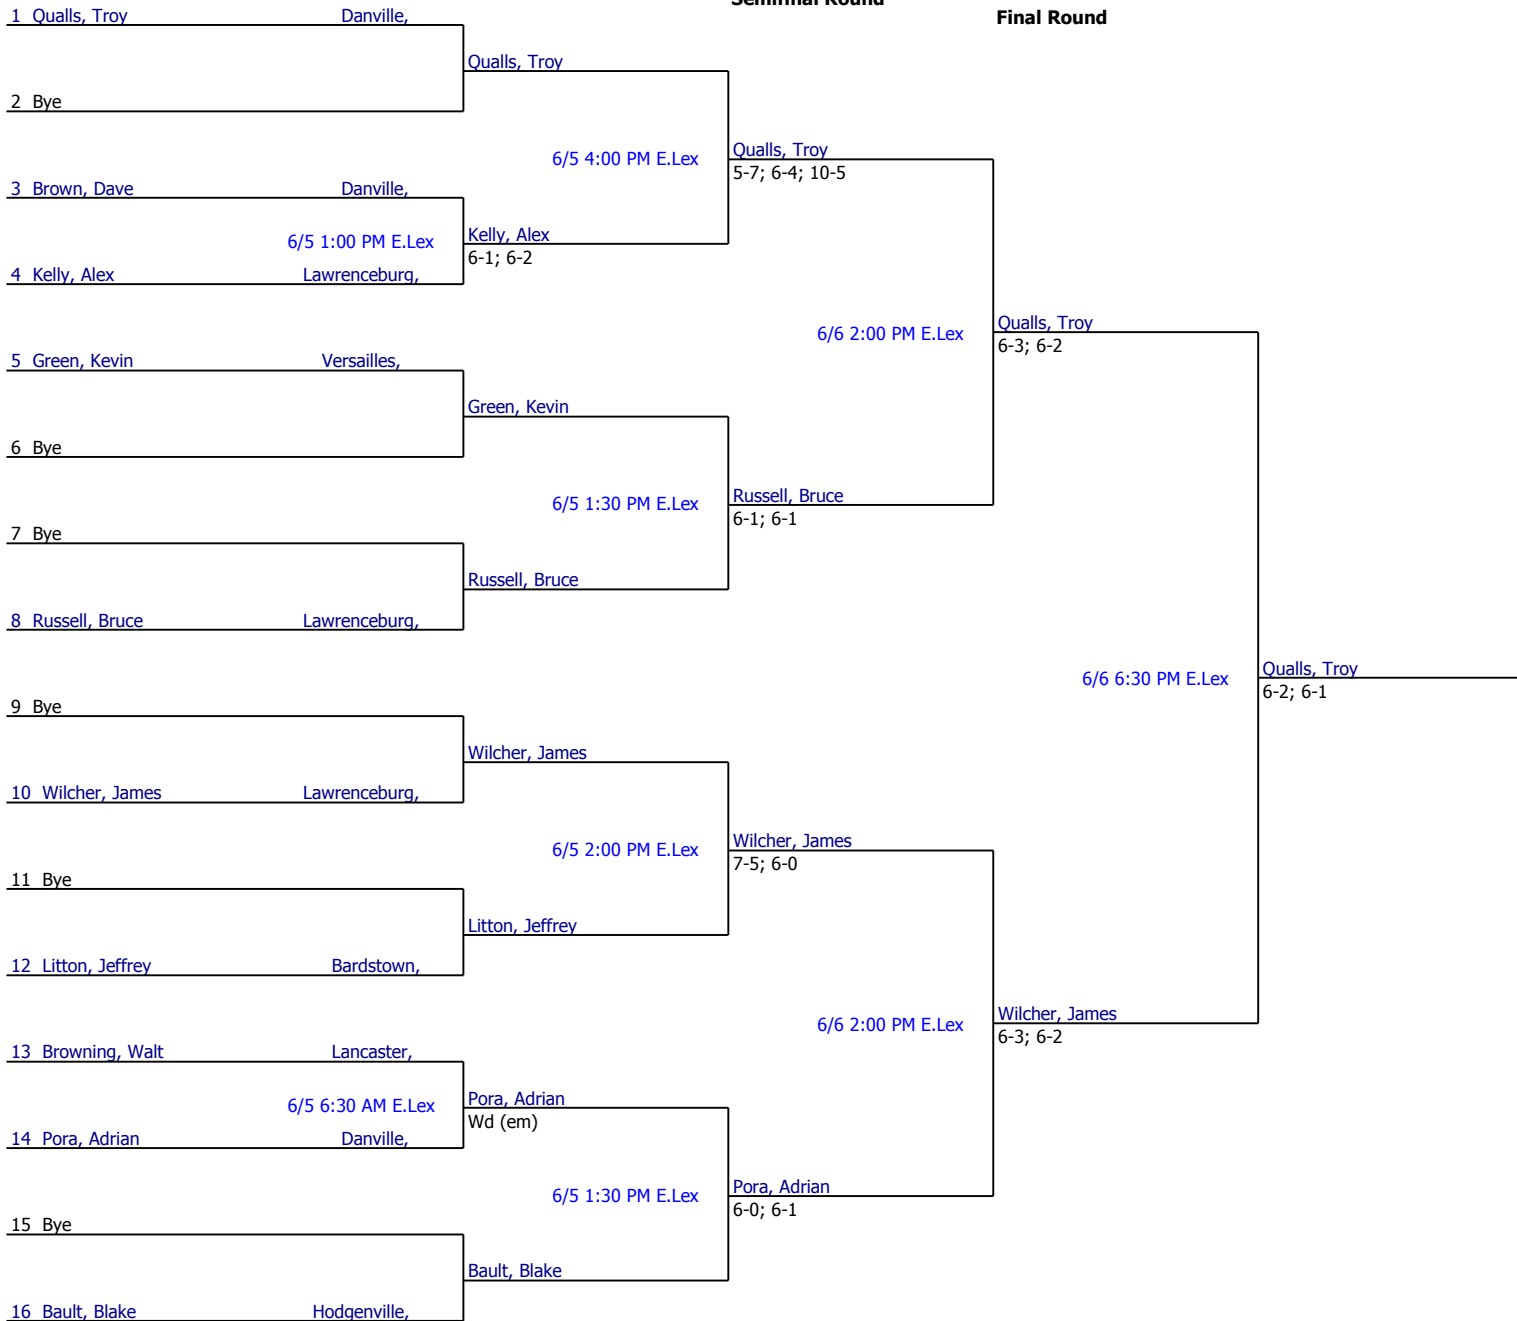 Semifinal Round
Final Round
1 Qualls, Troy Danville,
Qualls, Troy
2 Bye
6/5 4:00 PM E.Lex
Qualls, Troy
5-7; 6-4; 10-5
3 Brown, Dave Danville,
6/5 1:00 PM E.Lex
Kelly, Alex
6-1; 6-2
4 Kelly, Alex Lawrenceburg,
6/6 2:00 PM E.Lex
Qualls, Troy
6-3; 6-2
5 Green, Kevin Versailles,
Green, Kevin
6 Bye
6/5 1:30 PM E.Lex
Russell, Bruce
6-1; 6-1
7 Bye
Russell, Bruce
8 Russell, Bruce Lawrenceburg,
6/6 6:30 PM E.Lex
Qualls, Troy
6-2; 6-1
9 Bye
Wilcher, James
10 Wilcher, James Lawrenceburg,
6/5 2:00 PM E.Lex
Wilcher, James
7-5; 6-0
11 Bye
Litton, Jeffrey
12 Litton, Jeffrey Bardstown,
6/6 2:00 PM E.Lex
Wilcher, James
6-3; 6-2
13 Browning, Walt Lancaster,
6/5 6:30 AM E.Lex
Pora, Adrian
Wd (em)
14 Pora, Adrian Danville,
6/5 1:30 PM E.Lex
Pora, Adrian
6-0; 6-1
15 Bye
Bault, Blake
16 Bault, Blake Hodgenville,